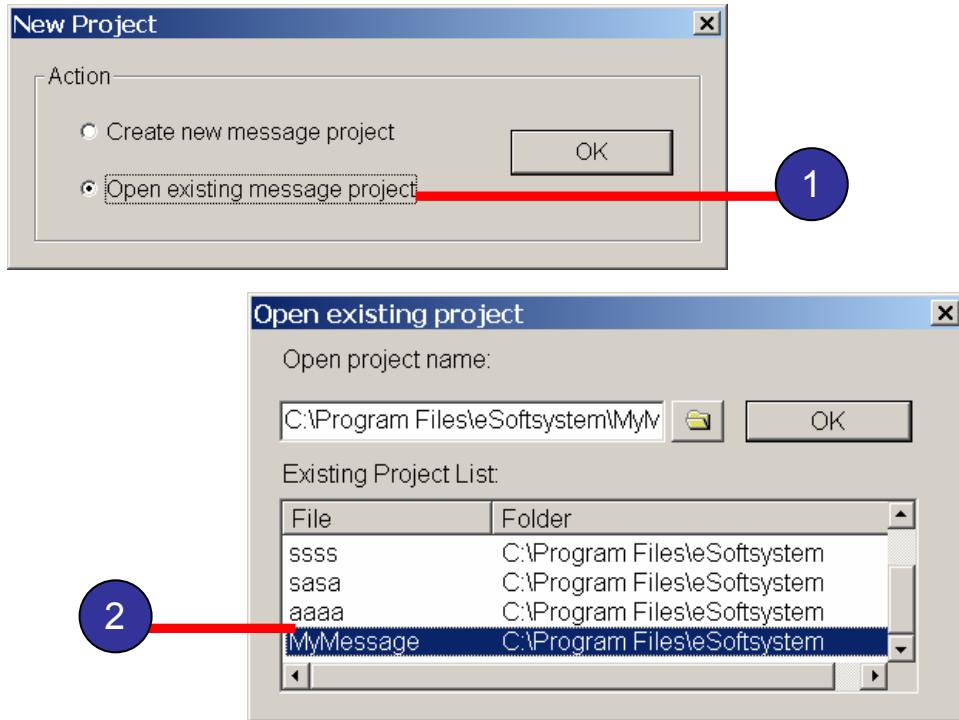 New Project
Action
Create new message project
OK
Open existing message project
1
Open existing project
Open project name:
C:\Program Files\eSoftsystem\MyM
OK
Existing Project List:
File Folder
ssss C:\Program Files\eSoftsystem
sasa C:\Program Files\eSoftsystem
aaaa C:\Program Files\eSoftsystem
2
MyMessage C:\Program Files\eSoftsystem